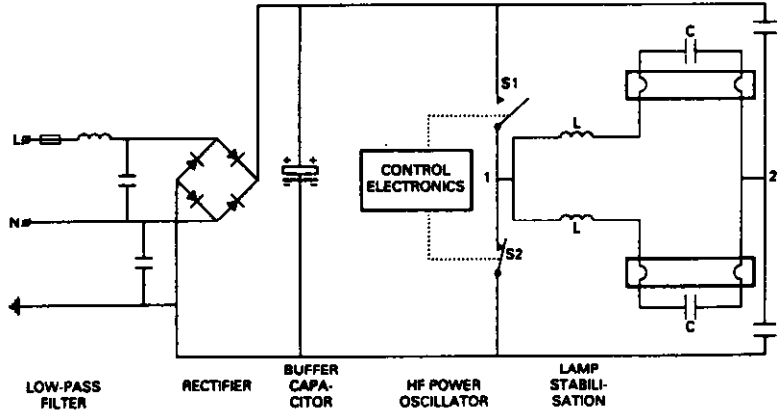 C
S1
L
L
CONTROL
ELECTRONICS
1
2
N
L
S2
C
LOW-PASS
FILTER
RECTIFIER
BUFFER
CAPA-
CITOR
HF POWER
OSCILLATOR
LAMP
STABILI-
SATION
+ +